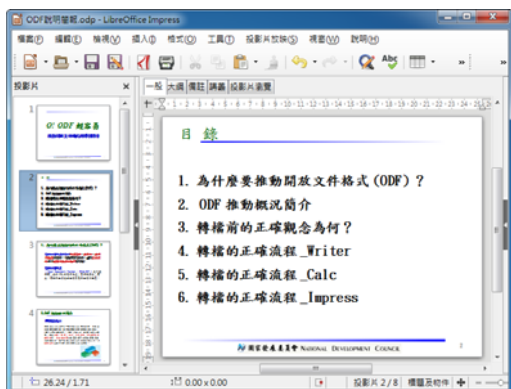 ODF說明簡報.odp - LibreOffice Impress
檔案(F) 編輯(E) 檢視(V) 插入(I) 格式(O) 工具(T) 投影片放映(S) 視窗(W) 說明(H)
投影片
一般 大綱 備註 講義 投影片瀏覽
1
2
3
4
目 錄
1. 為什麼要推動開放文件格式(ODF)？
2. ODF 推動概況簡介
3. 轉檔前的正確觀念為何？
4. 轉檔的正確流程_Writer
5. 轉檔的正確流程_Calc
6. 轉檔的正確流程_Impress
國家發展委員會 NATIONAL DEVELOPMENT COUNCIL
26.24 / 1.71 0.00 x 0.00 投影片 2 / 8 標題及物件